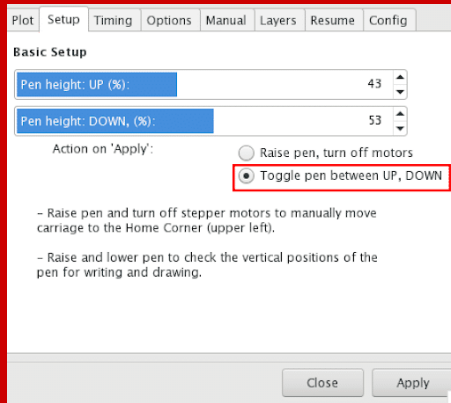 Plot Setup Timing Options Manual Layers Resume Config
Basic Setup
Pen height: UP (%): 43
Pen height: DOWN, (%): 53
Action on 'Apply':
Raise pen, turn off motors
Toggle pen between UP, DOWN
– Raise pen and turn off stepper motors to manually move
carriage to the Home Corner (upper left).
– Raise and lower pen to check the vertical positions of the
pen for writing and drawing.
Close Apply